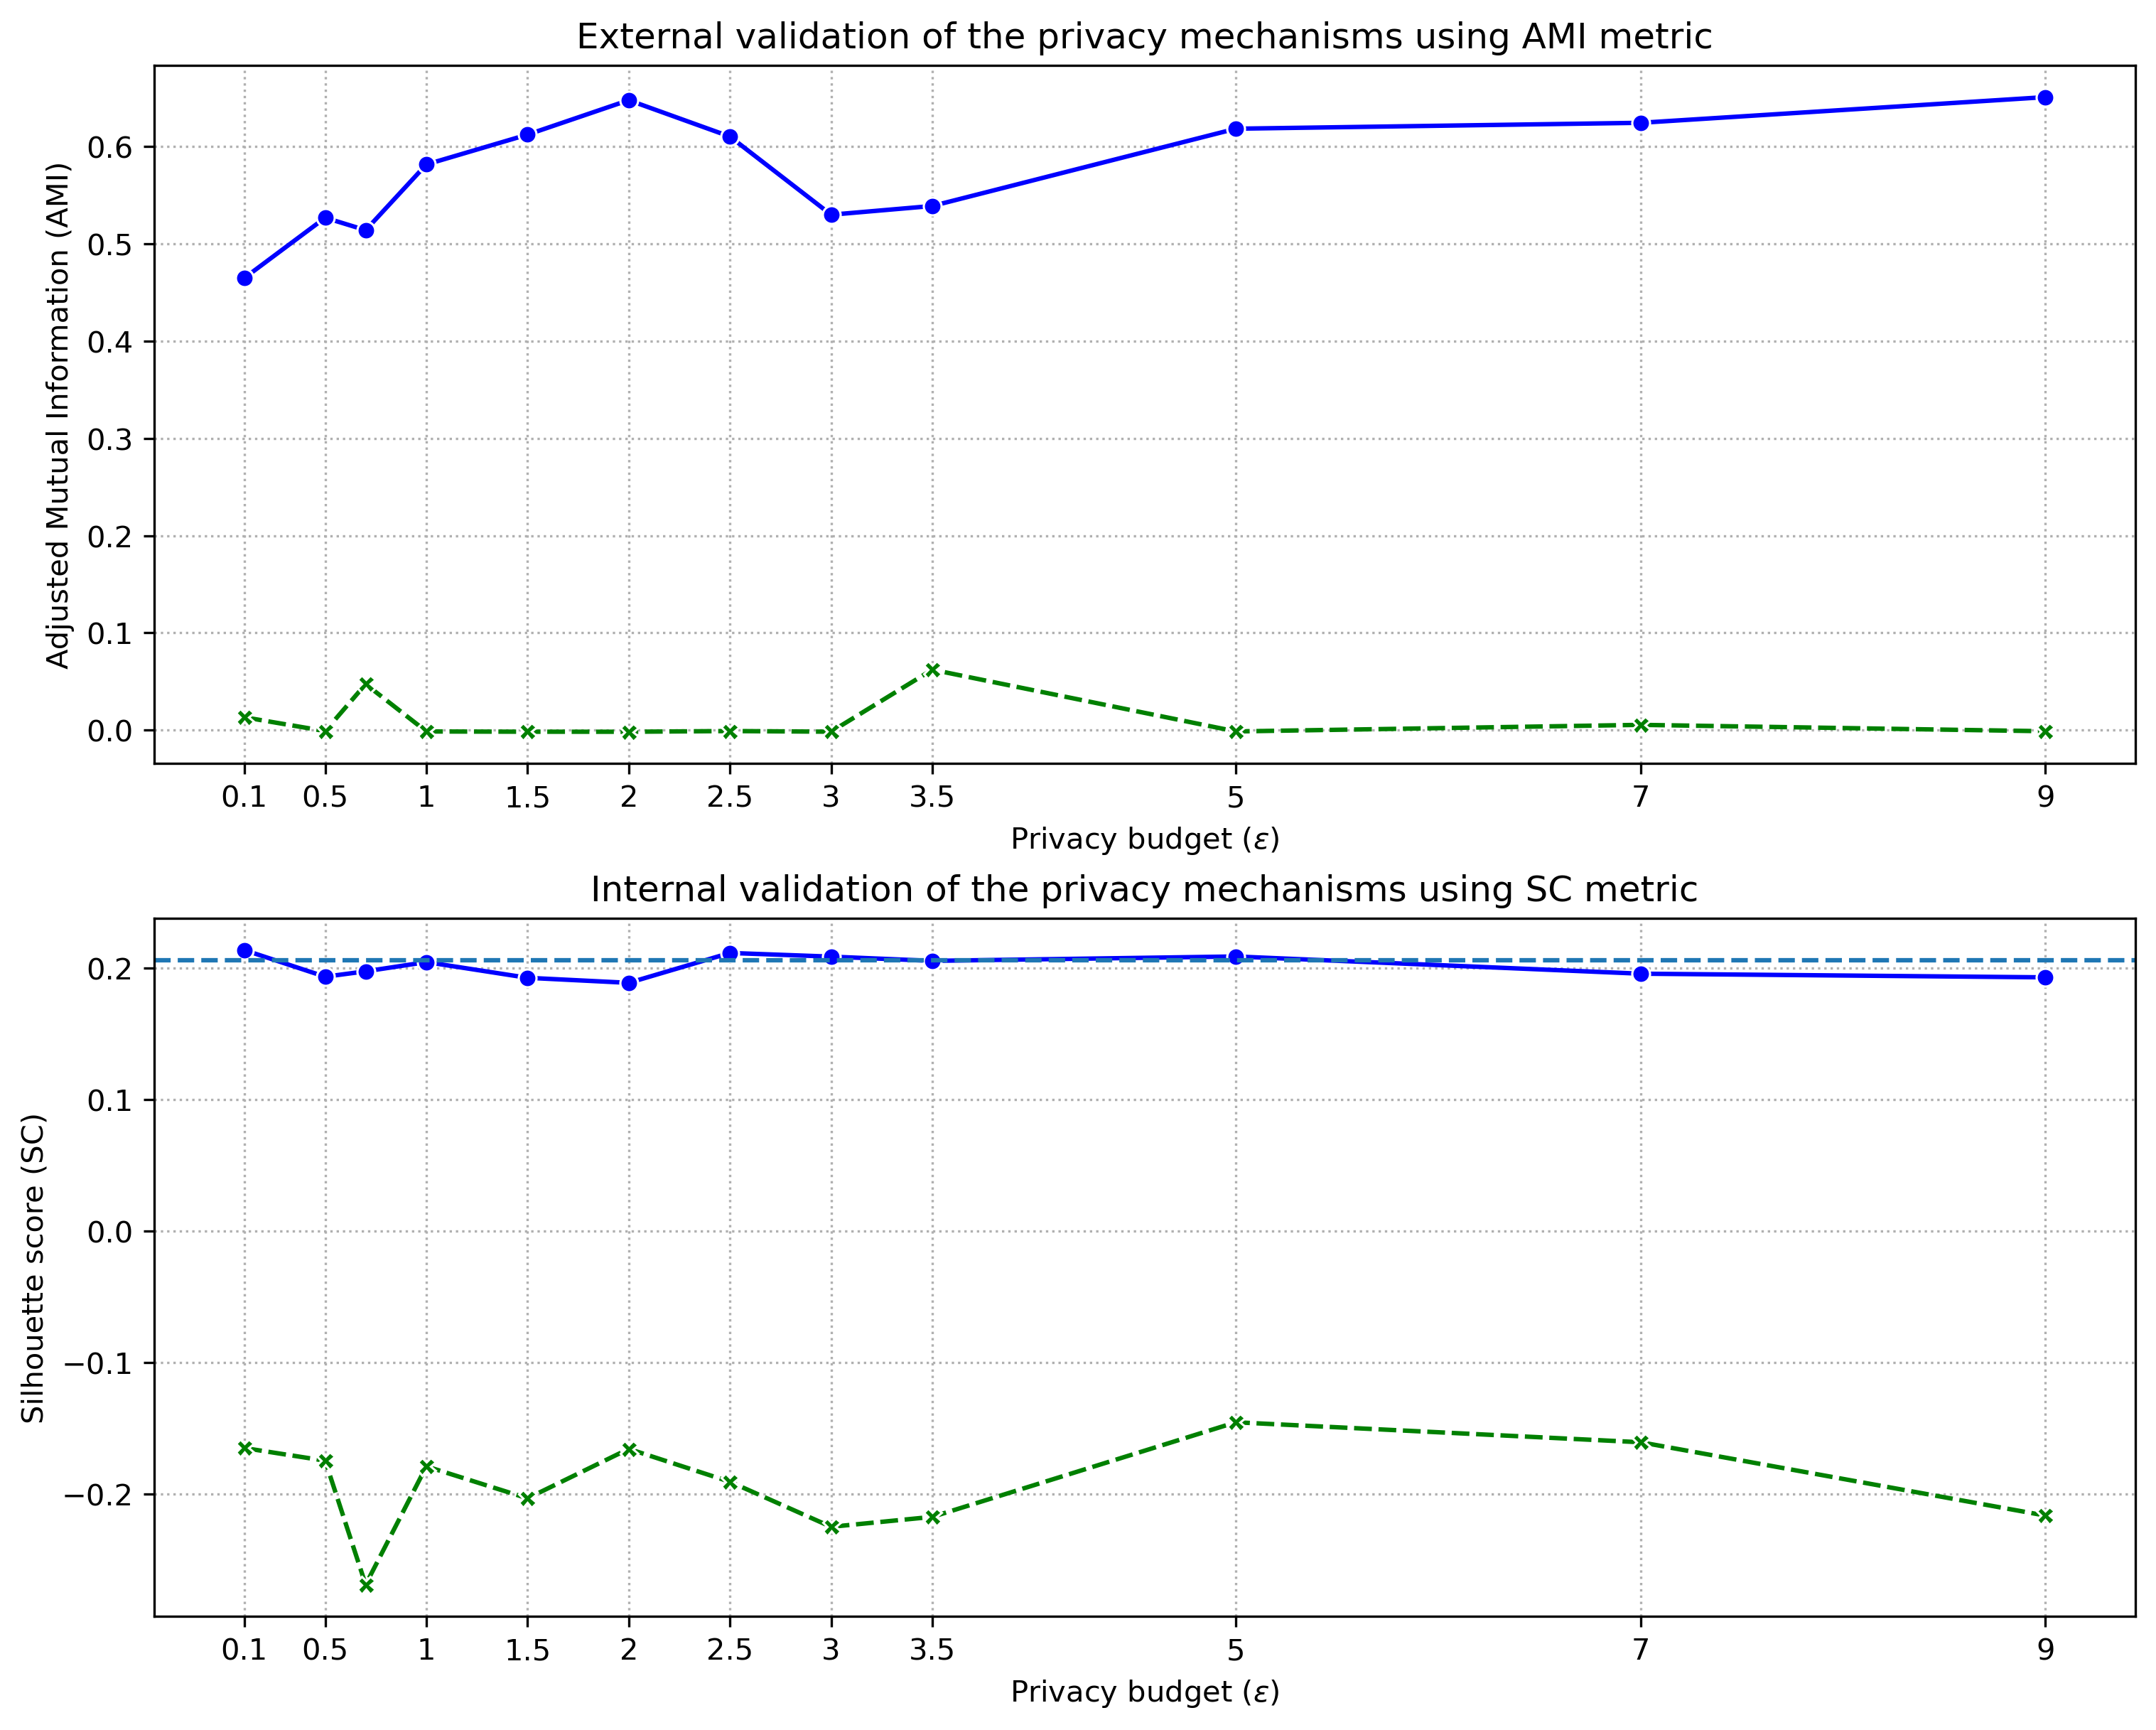 External validation of the privacy mechanisms using AMI metric
Adjusted Mutual Information (AMI)
0.6
0.5
0.4
0.3
0.2
0.1
0.0
0.1 0.5 1 1.5 2 2.5 3 3.5 5 7 9
Privacy budget (ε)
Internal validation of the privacy mechanisms using SC metric
Silhouette score (SC)
0.2
0.1
0.0
−0.1
−0.2
0.1 0.5 1 1.5 2 2.5 3 3.5 5 7 9
Privacy budget (ε)